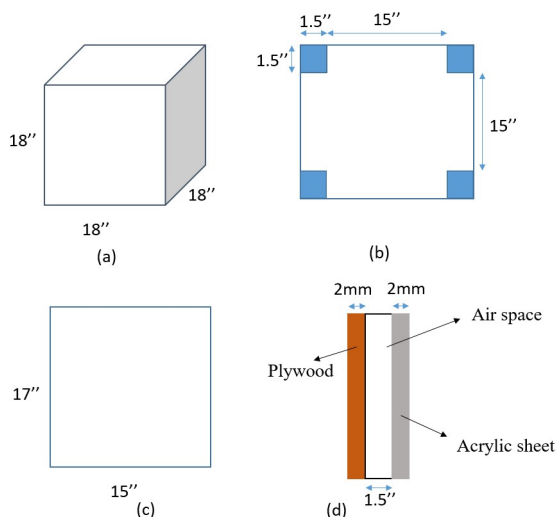 18’’
18’’
18’’
(a)
1.5’’
15’’
1.5’’
15’’
(b)
17’’
15’’
(c)
2mm
2mm
Air space
Plywood
Acrylic sheet
1.5’’
(d)